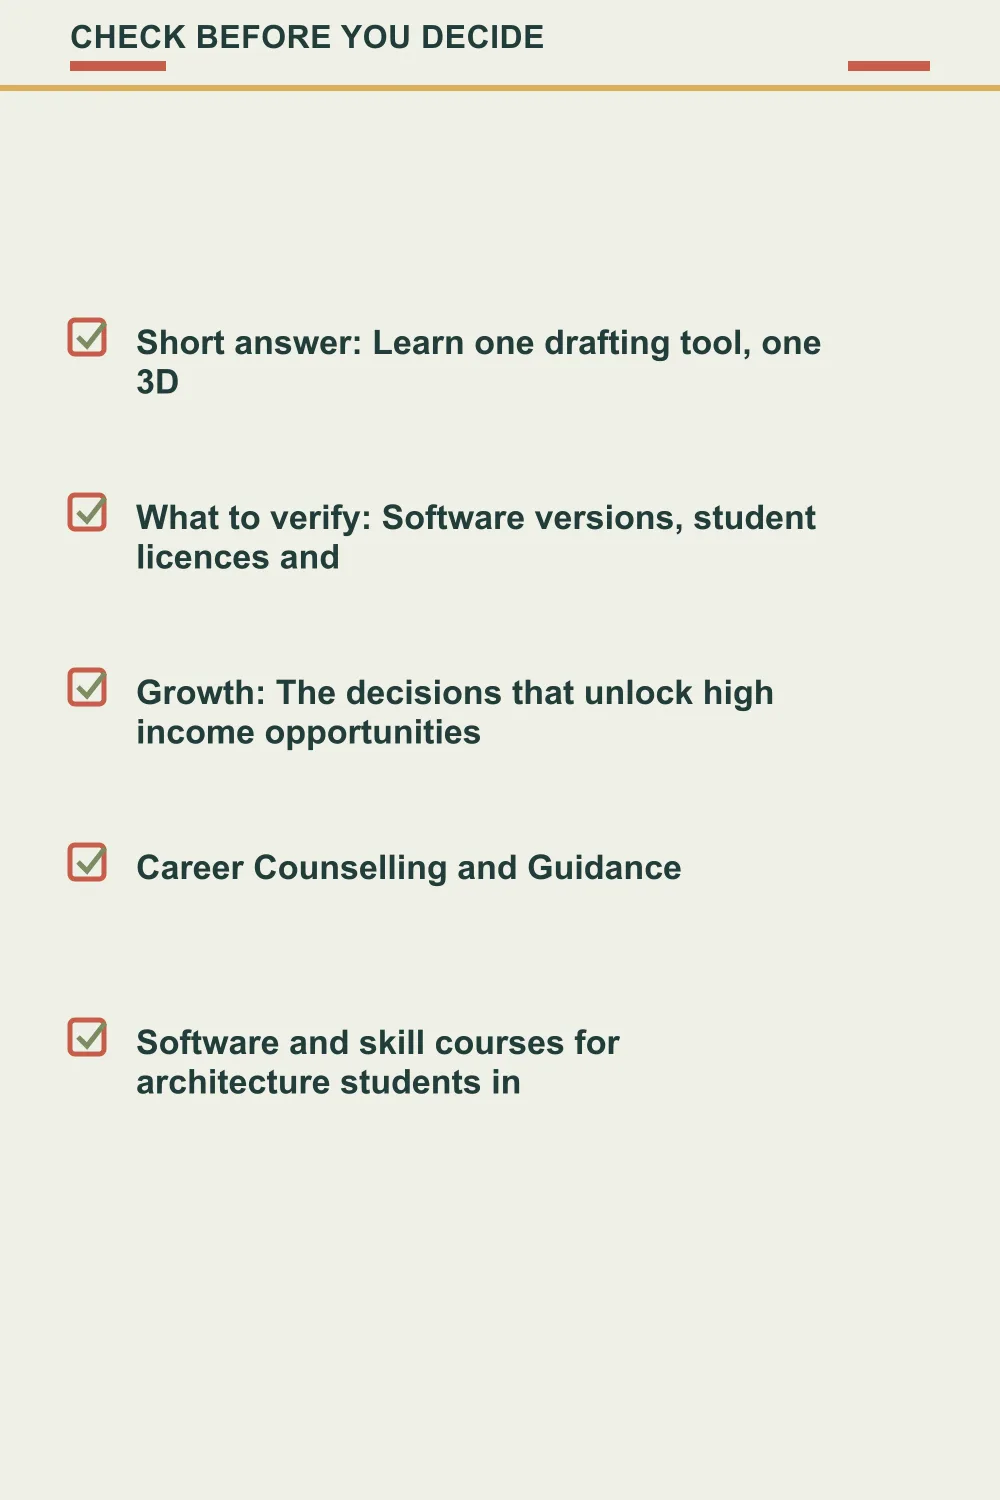 CHECK BEFORE YOU DECIDE
Short answer: Learn one drafting tool, one
3D
What to verify: Software versions, student
licences and
Growth: The decisions that unlock high
income opportunities
Career Counselling and Guidance
Software and skill courses for
architecture students in